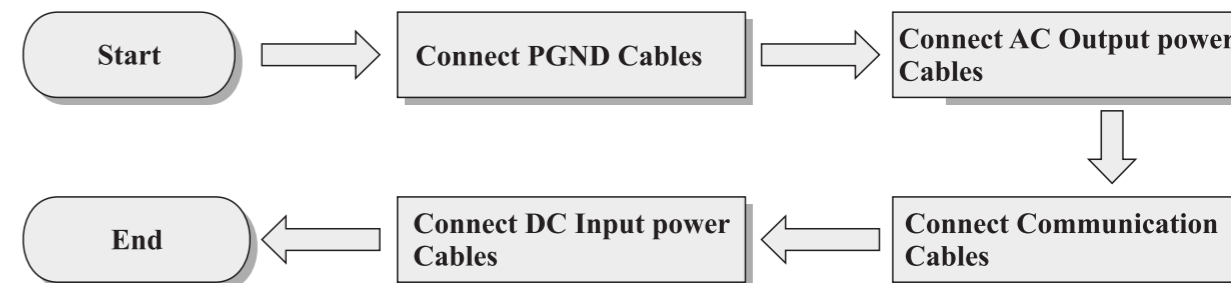 Start
Connect PGND Cables
Connect AC Output power
Cables
Connect Communication
Cables
Connect DC Input power
Cables
End